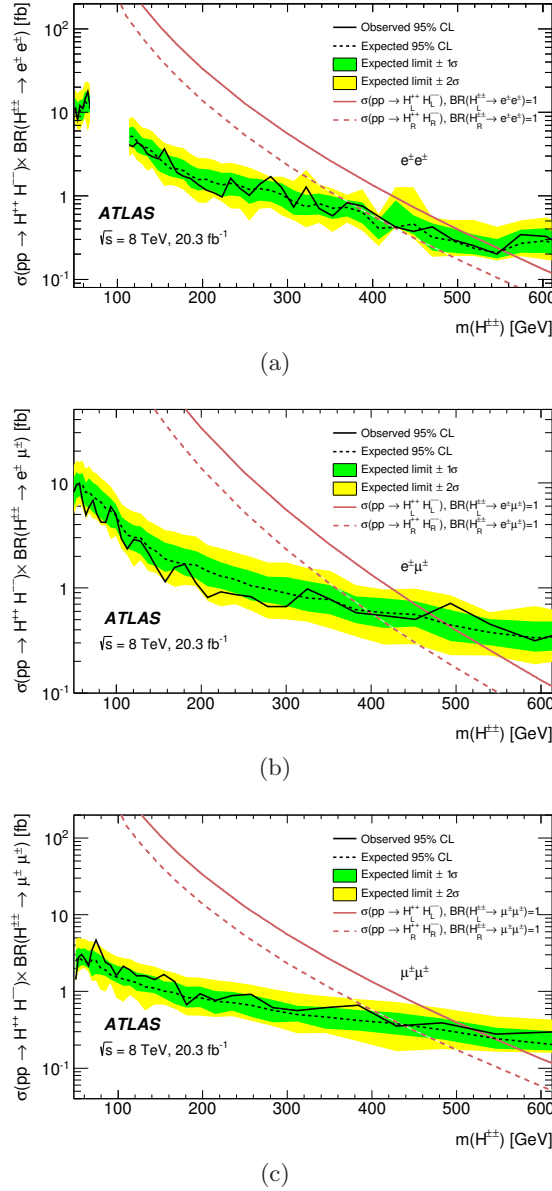 σ(pp → H⁺⁺ H⁻⁻)× BR(H^±± → e^± e^±) [fb]
10²
10
1
10⁻¹
Observed 95% CL
Expected 95% CL
Expected limit ± 1σ
Expected limit ± 2σ
σ(pp → H_L⁺⁺ H_L⁻⁻), BR(H_L^±± → e^±e^±)=1
σ(pp → H_R⁺⁺ H_R⁻⁻), BR(H_R^±± → e^±e^±)=1
e^±e^±
ATLAS
√s = 8 TeV, 20.3 fb⁻¹
100 200 300 400 500 600
m(H^±±) [GeV]
(a)
σ(pp → H⁺⁺ H⁻⁻)× BR(H^±± → e^± μ^±) [fb]
10
1
10⁻¹
Observed 95% CL
Expected 95% CL
Expected limit ± 1σ
Expected limit ± 2σ
σ(pp → H_L⁺⁺ H_L⁻⁻), BR(H_L^±± → e^±μ^±)=1
σ(pp → H_R⁺⁺ H_R⁻⁻), BR(H_R^±± → e^±μ^±)=1
e^±μ^±
ATLAS
√s = 8 TeV, 20.3 fb⁻¹
100 200 300 400 500 600
m(H^±±) [GeV]
(b)
σ(pp → H⁺⁺ H⁻⁻)× BR(H^±± → μ^± μ^±) [fb]
10²
10
1
10⁻¹
Observed 95% CL
Expected 95% CL
Expected limit ± 1σ
Expected limit ± 2σ
σ(pp → H_L⁺⁺ H_L⁻⁻), BR(H_L^±± → μ^±μ^±)=1
σ(pp → H_R⁺⁺ H_R⁻⁻), BR(H_R^±± → μ^±μ^±)=1
μ^±μ^±
ATLAS
√s = 8 TeV, 20.3 fb⁻¹
100 200 300 400 500 600
m(H^±±) [GeV]
(c)